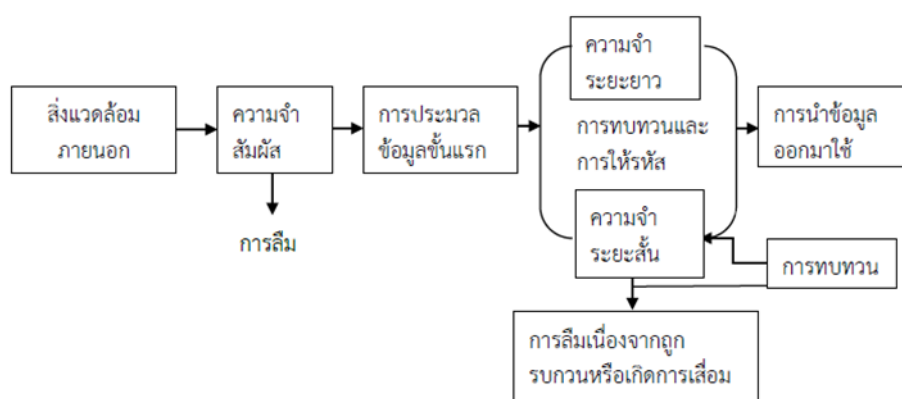 สิ่งแวดล้อม
ภายนอก
ความจำ
สัมผัส
การลืม
การประมวล
ข้อมูลขั้นแรก
ความจำ
ระยะยาว
การทบทวนและ
การให้รหัส
ความจำ
ระยะสั้น
การนำข้อมูล
ออกมาใช้
การทบทวน
การลืมเนื่องจากถูก
รบกวนหรือเกิดการเสื่อม